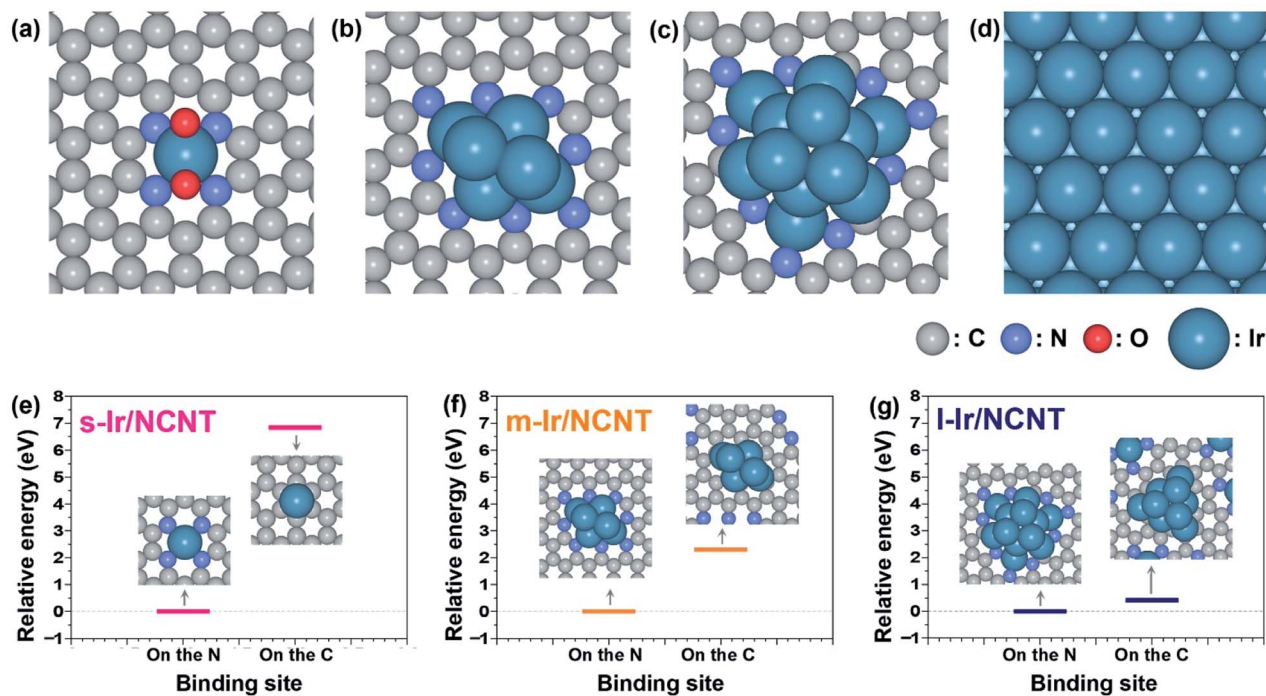 (a)
(b)
(c)
(d)
: C
: N
: O
: Ir
(e)
s-Ir/NCNT
Relative energy (eV)
8
7
6
5
4
3
2
1
0
–1
On the N
On the C
Binding site
(f)
m-Ir/NCNT
Relative energy (eV)
8
7
6
5
4
3
2
1
0
–1
On the N
On the C
Binding site
(g)
l-Ir/NCNT
Relative energy (eV)
8
7
6
5
4
3
2
1
0
–1
On the N
On the C
Binding site